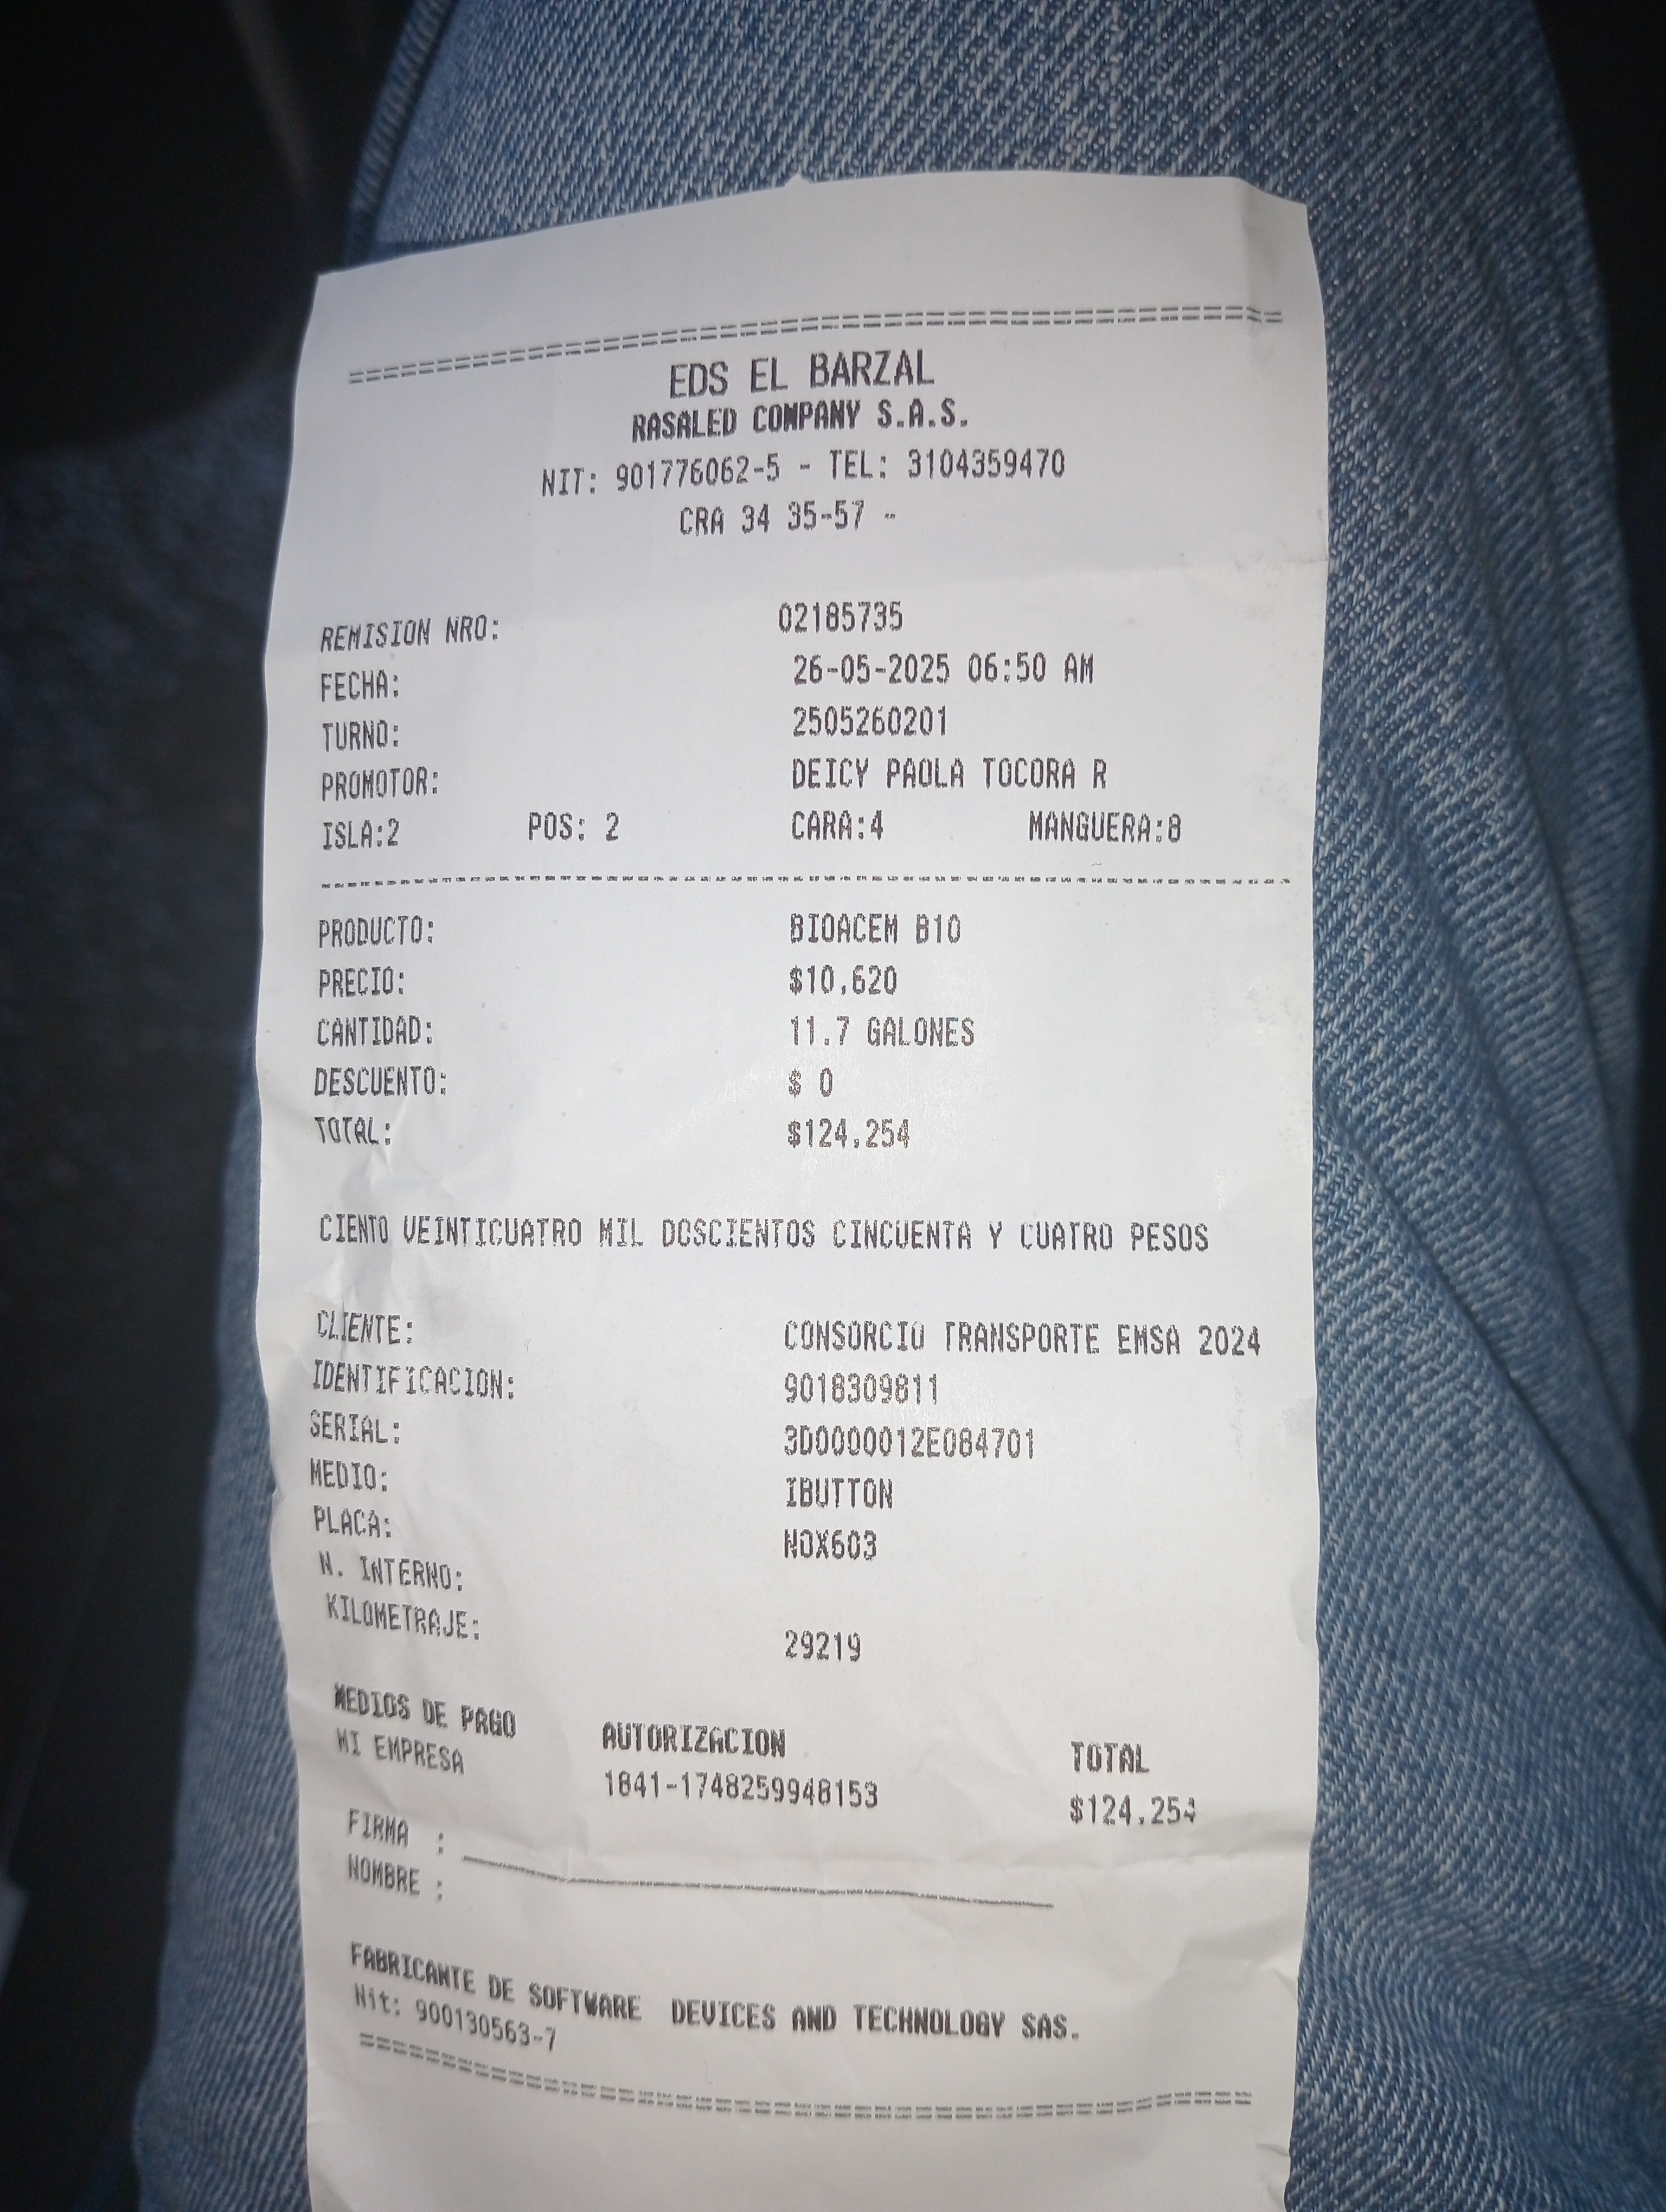 EDS EL BARZAL
RASALED COMPANY S.A.S.
NIT: 901776062-5 - TEL: 3104359470
CRA 34 35-57 -
REMISION NRO: 02185735
FECHA: 26-05-2025 06:50 AM
TURNO: 2505260201
PROMOTOR: DEICY PAOLA TOCORA R
ISLA:2 POS: 2 CARA:4 MANGUERA:8
PRODUCTO: BIOACEM B10
PRECIO: $10,620
CANTIDAD: 11.7 GALONES
DESCUENTO: $ 0
TOTAL: $124,254
CIENTO VEINTICUATRO MIL DOSCIENTOS CINCUENTA Y CUATRO PESOS
CLIENTE: CONSORCIO TRANSPORTE EMSA 2024
IDENTIFICACION: 9018309811
SERIAL: 3D0000012E084701
MEDIO: IBUTTON
PLACA: NOX603
N. INTERNO:
KILOMETRAJE: 29219
MEDIOS DE PAGO AUTORIZACION TOTAL
MI EMPRESA 1841-1748259948153 $124,254
FIRMA :
NOMBRE :
FABRICANTE DE SOFTWARE DEVICES AND TECHNOLOGY SAS.
Nit: 900130563-7